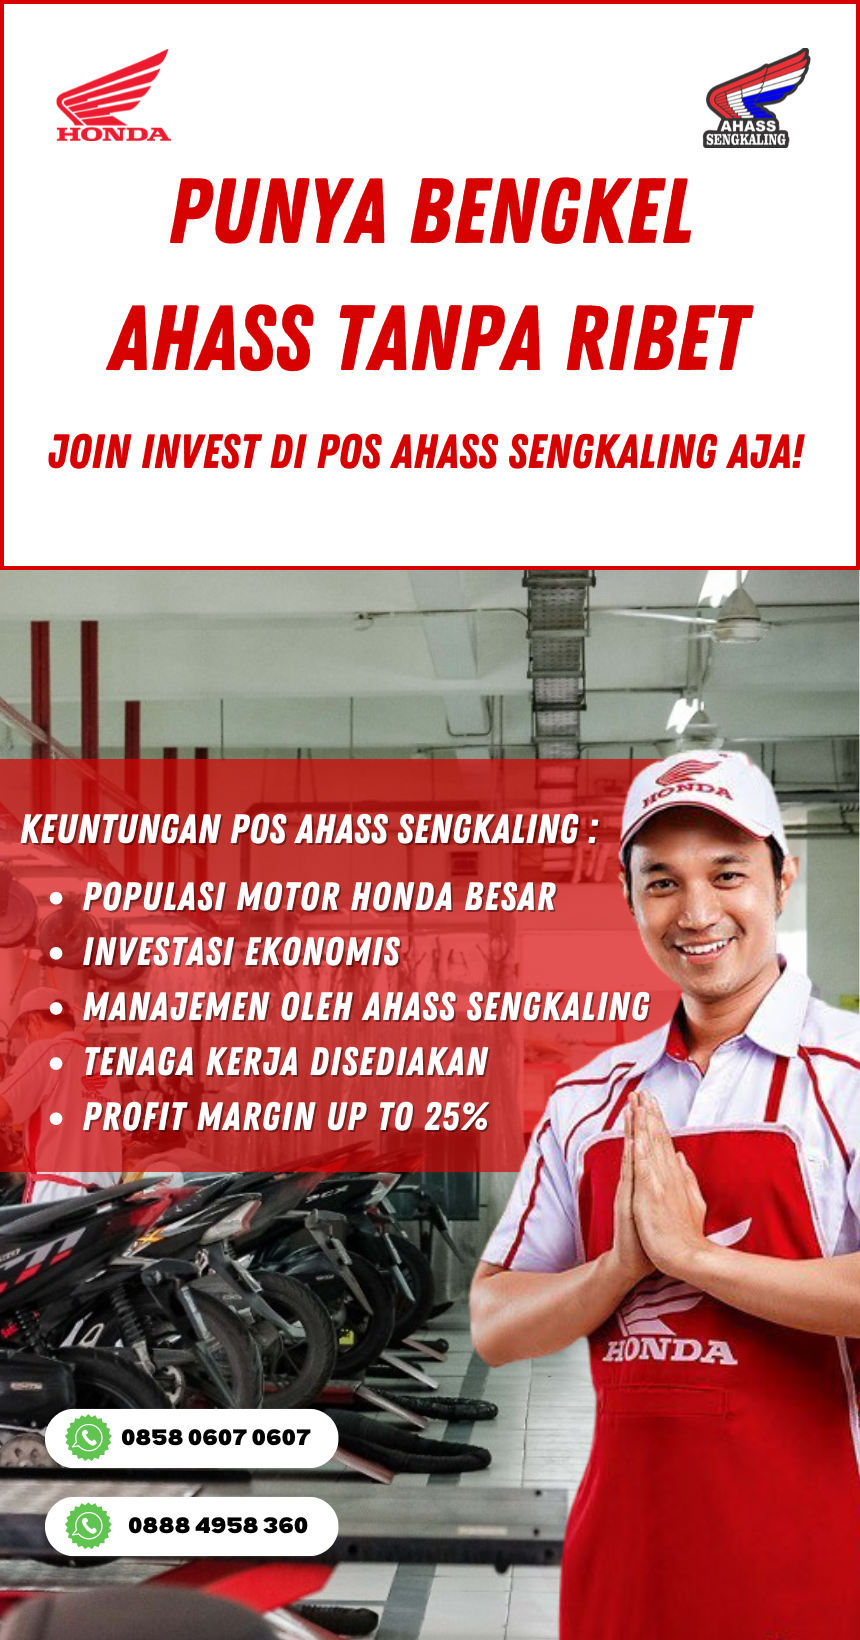 HONDA
AHASS
SENGKALING
PUNYA BENGKEL
AHASS TANPA RIBET
JOIN INVEST DI POS AHASS SENGKALING AJA!
HONDA
KEUNTUNGAN POS AHASS SENGKALING :
• POPULASI MOTOR HONDA BESAR
• INVESTASI EKONOMIS
• MANAJEMEN OLEH AHASS SENGKALING
• TENAGA KERJA DISEDIAKAN
• PROFIT MARGIN UP TO 25%
HONDA
0858 0607 0607
0888 4958 360